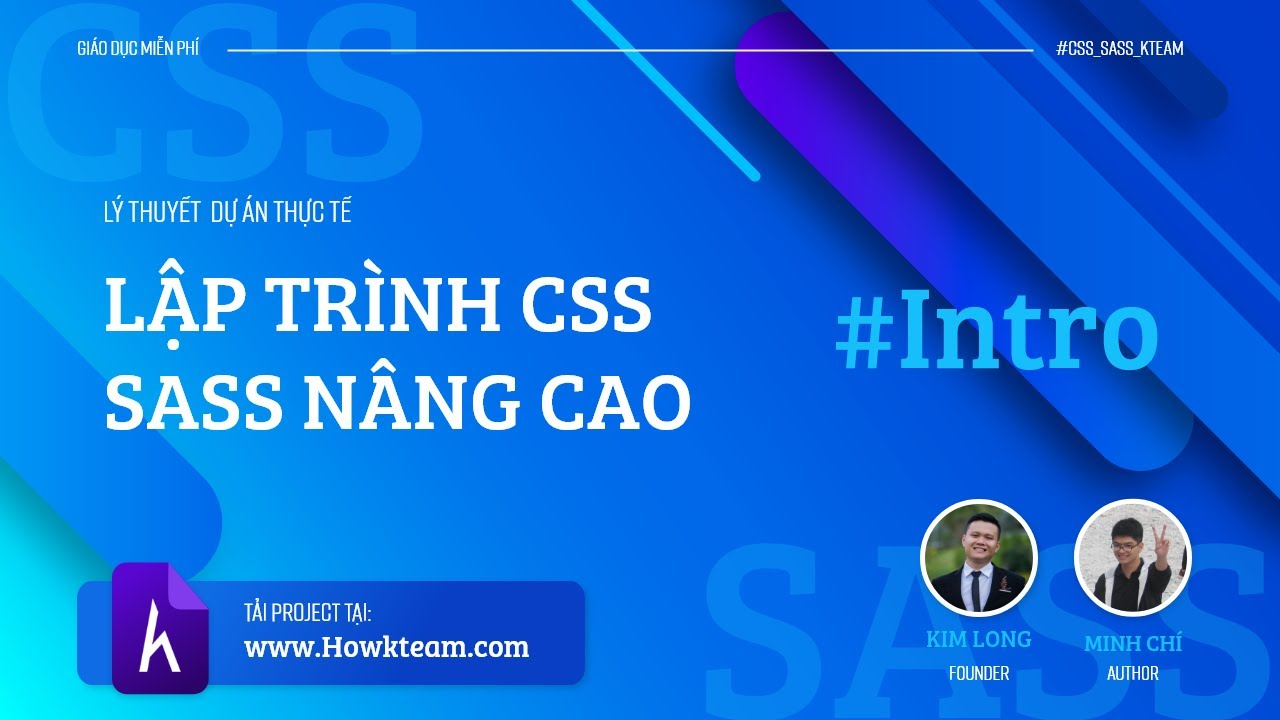 CSS
GIÁO DỤC MIỄN PHÍ
#CSS_SASS_KTEAM
LÝ THUYẾT DỰ ÁN THỰC TẾ
LẬP TRÌNH CSS
SASS NÂNG CAO
#Intro
SASS
TẢI PROJECT TẠI:
www.Howkteam.com
KIM LONG
FOUNDER
MINH CHÍ
AUTHOR